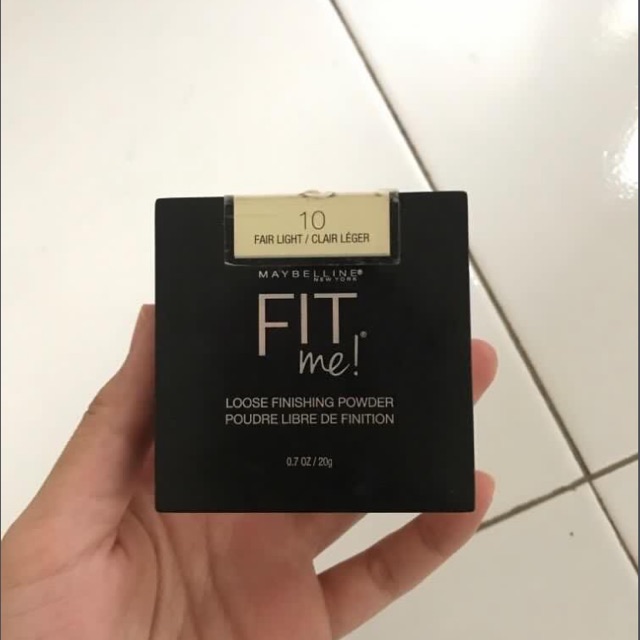 10
FAIR LIGHT / CLAIR LÉGER
MAYBELLINE®
NEW YORK
FIT
me!®
LOOSE FINISHING POWDER
POUDRE LIBRE DE FINITION
0.7 OZ / 20g